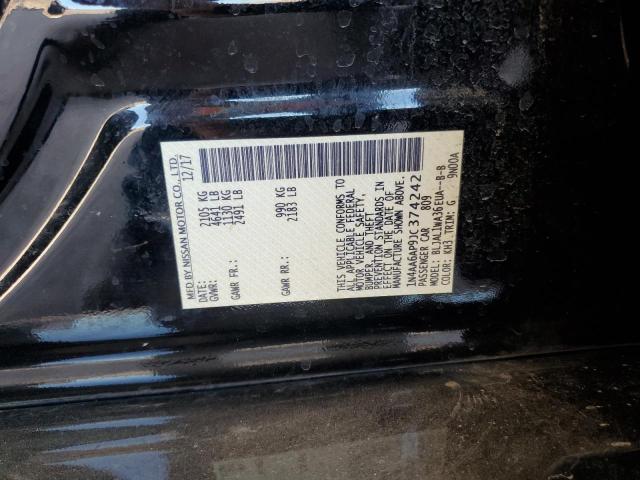 MFD BY NISSAN MOTOR CO., LTD.
DATE: 12/17
GVWR: 2105 KG
4641 LB
GAWR FR.: 1130 KG
2491 LB
GAWR RR.: 990 KG
2183 LB
THIS VEHICLE CONFORMS TO
ALL APPLICABLE FEDERAL
MOTOR VEHICLE SAFETY,
BUMPER, AND THEFT
PREVENTION STANDARDS IN
EFFECT ON THE DATE OF
MANUFACTURE SHOWN ABOVE.
1N4AA6AP9JC374242
PASSENGER CAR 809
MODEL: BLJALIWA36EUA--B-B
COLOR: KH3 TRIM: G 9N00A